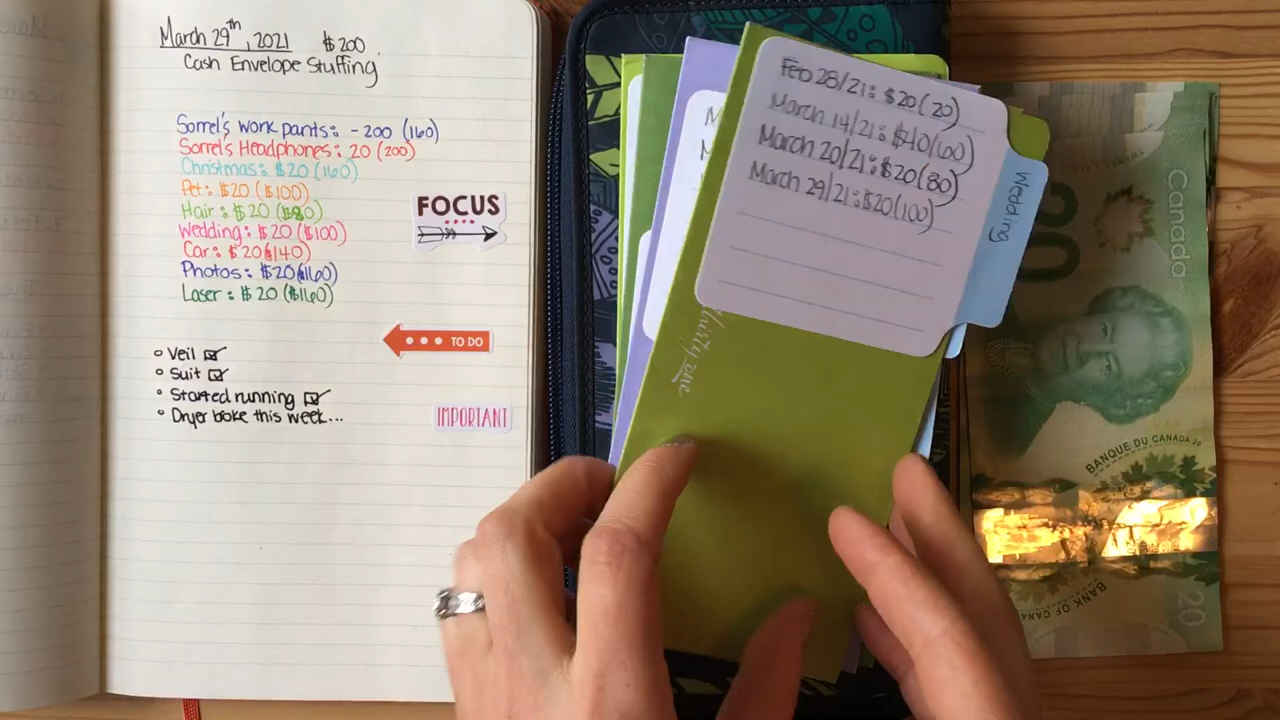 March 29th, 2021 $200
Cash Envelope Stuffing
Sorrel's work pants: -200 (160)
Sorrel's Headphones: 20 (200)
Christmas: $20 (160)
Pet: $20 ($100)
Hair: $20 ($80)
Wedding: $20 ($100)
Car: $20 ($140)
Photos: $20 ($160)
Laser: $20 ($160)
FOCUS
TO DO
Veil
Suit
Started running
Dryer broke this week...
IMPORTANT
Feb 28/21: $20 (20)
March 14/21: $40 (60)
March 20/21: $20 (80)
March 29/21: $20 (100)
Wedding
thirty-one
Canada
20
BANQUE DU CANADA
BANK OF CANADA
20